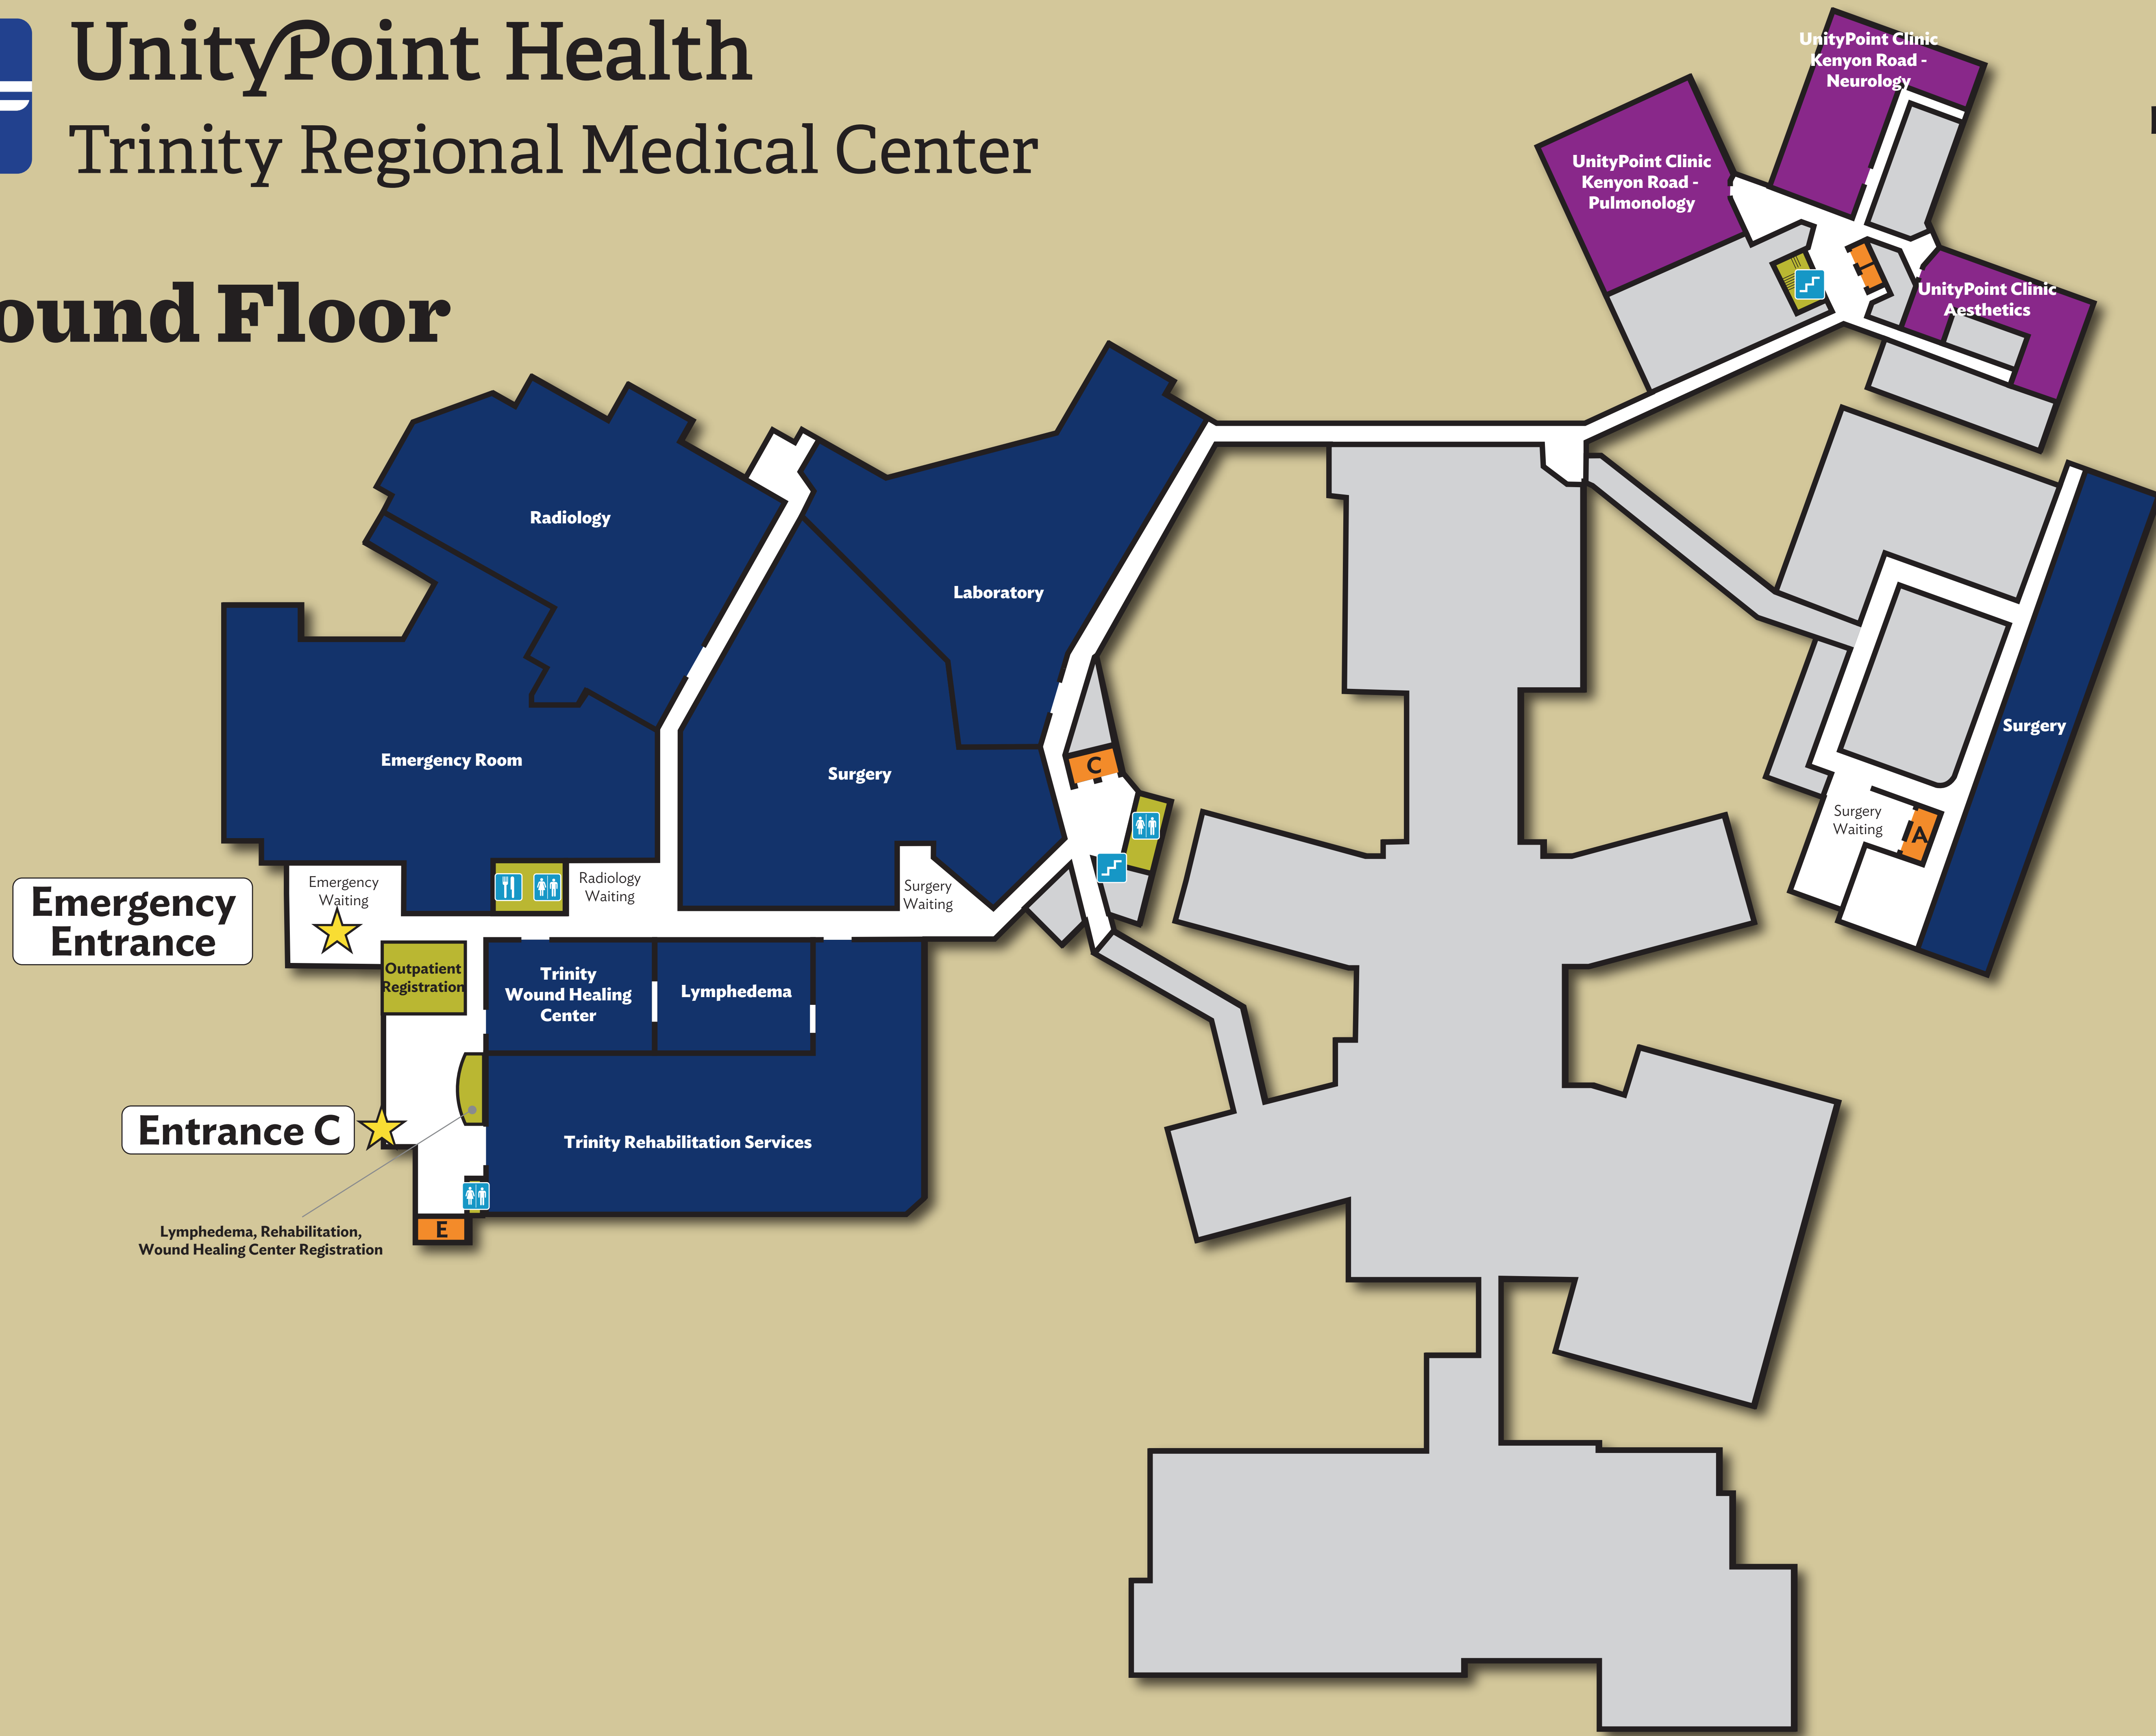 UnityPoint Health
Trinity Regional Medical Center
ound Floor
UnityPoint Clinic
Kenyon Road -
Neurology
UnityPoint Clinic
Kenyon Road -
Pulmonology
UnityPoint Clinic
Aesthetics
Radiology
Laboratory
Emergency Room
Surgery
Surgery
C
Surgery
Waiting
A
Emergency
Waiting
Radiology
Waiting
Surgery
Waiting
Emergency
Entrance
Outpatient
Registration
Trinity
Wound Healing
Center
Lymphedema
Entrance C
Trinity Rehabilitation Services
E
Lymphedema, Rehabilitation,
Wound Healing Center Registration